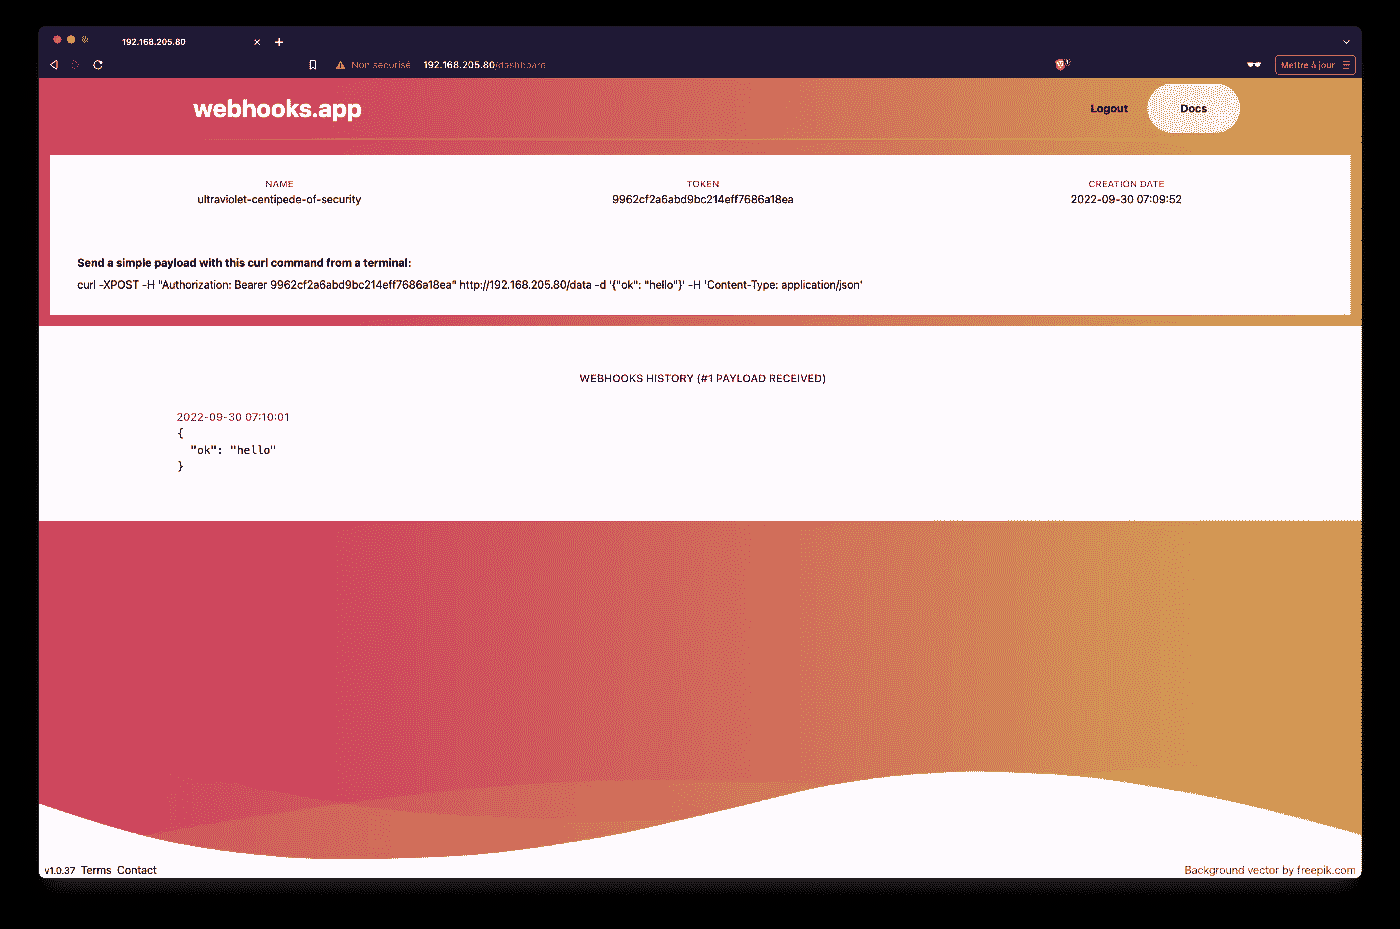 192.168.205.80
Non sécurisé 192.168.205.80/dashboard
Mettre à jour
webhooks.app
Logout Docs
NAME TOKEN CREATION DATE
ultraviolet-centipede-of-security 9962cf2a6abd9bc214eff7686a18ea 2022-09-30 07:09:52
Send a simple payload with this curl command from a terminal:
curl -XPOST -H "Authorization: Bearer 9962cf2a6abd9bc214eff7686a18ea" http://192.168.205.80/data -d '{"ok": "hello"}' -H 'Content-Type: application/json'
WEBHOOKS HISTORY (#1 PAYLOAD RECEIVED)
2022-09-30 07:10:01
{
"ok": "hello"
}
v1.0.37 Terms Contact
Background vector by freepik.com